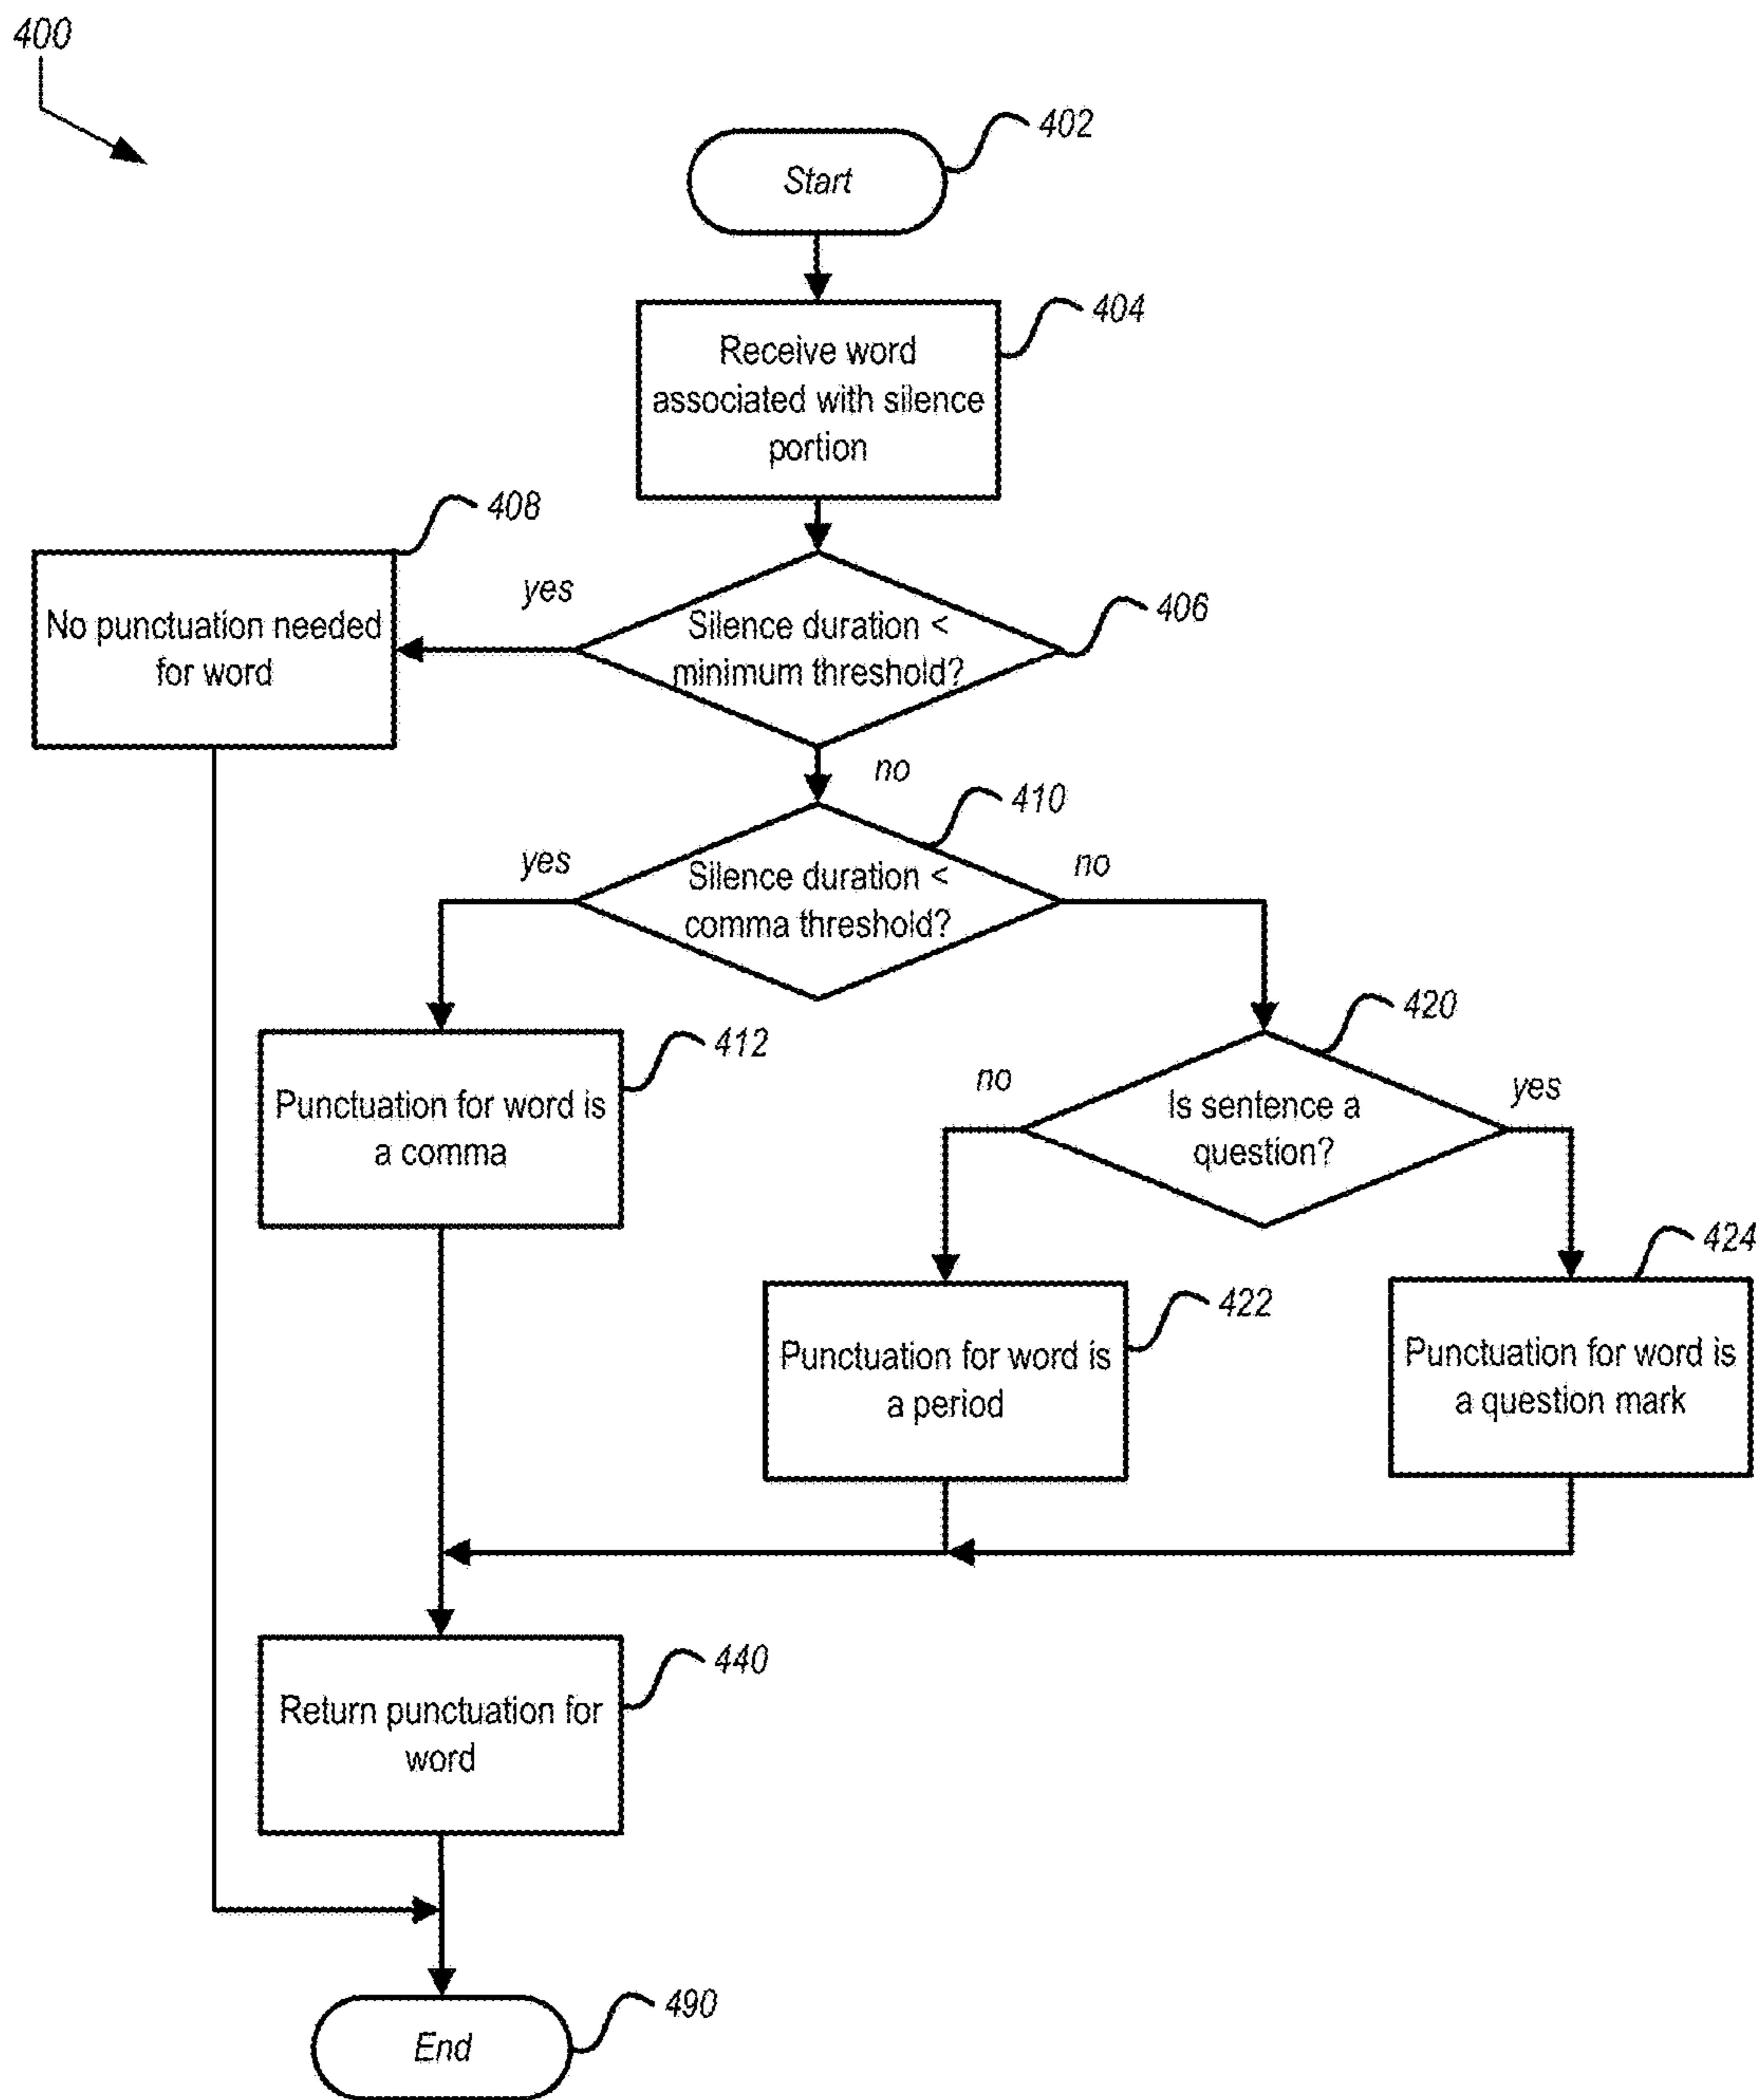 400
402
Start
404
Receive word
associated with silence
portion
408
No punctuation needed
for word
yes
406
Silence duration <
minimum threshold?
no
410
yes
Silence duration <
comma threshold?
no
412
Punctuation for word is
a comma
420
no
Is sentence a
question?
yes
422
Punctuation for word is
a period
424
Punctuation for word is
a question mark
440
Return punctuation for
word
490
End